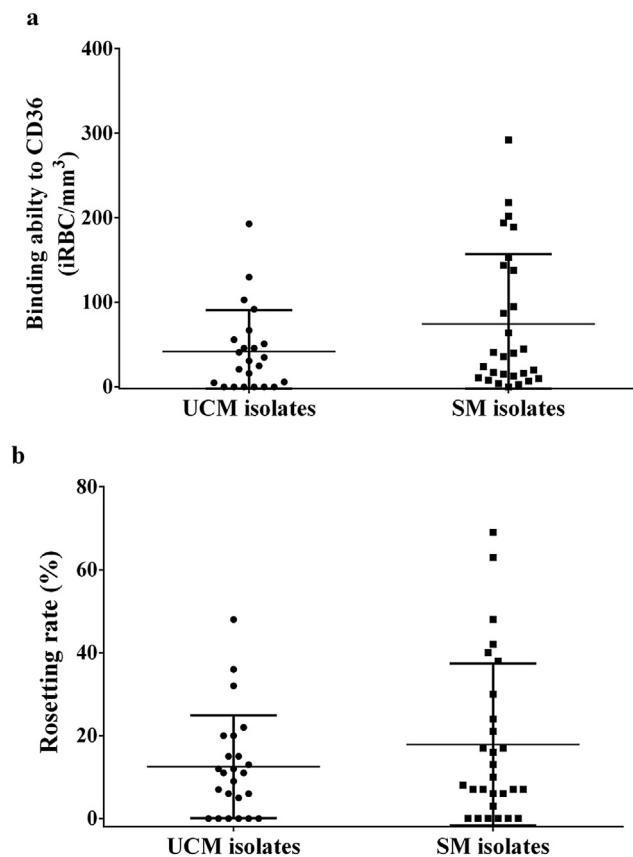 a
400
300
200
100
0
Binding abilty to CD36
(iRBC/mm³)
UCM isolates
SM isolates
b
80
60
40
20
0
Rosetting rate (%)
UCM isolates
SM isolates